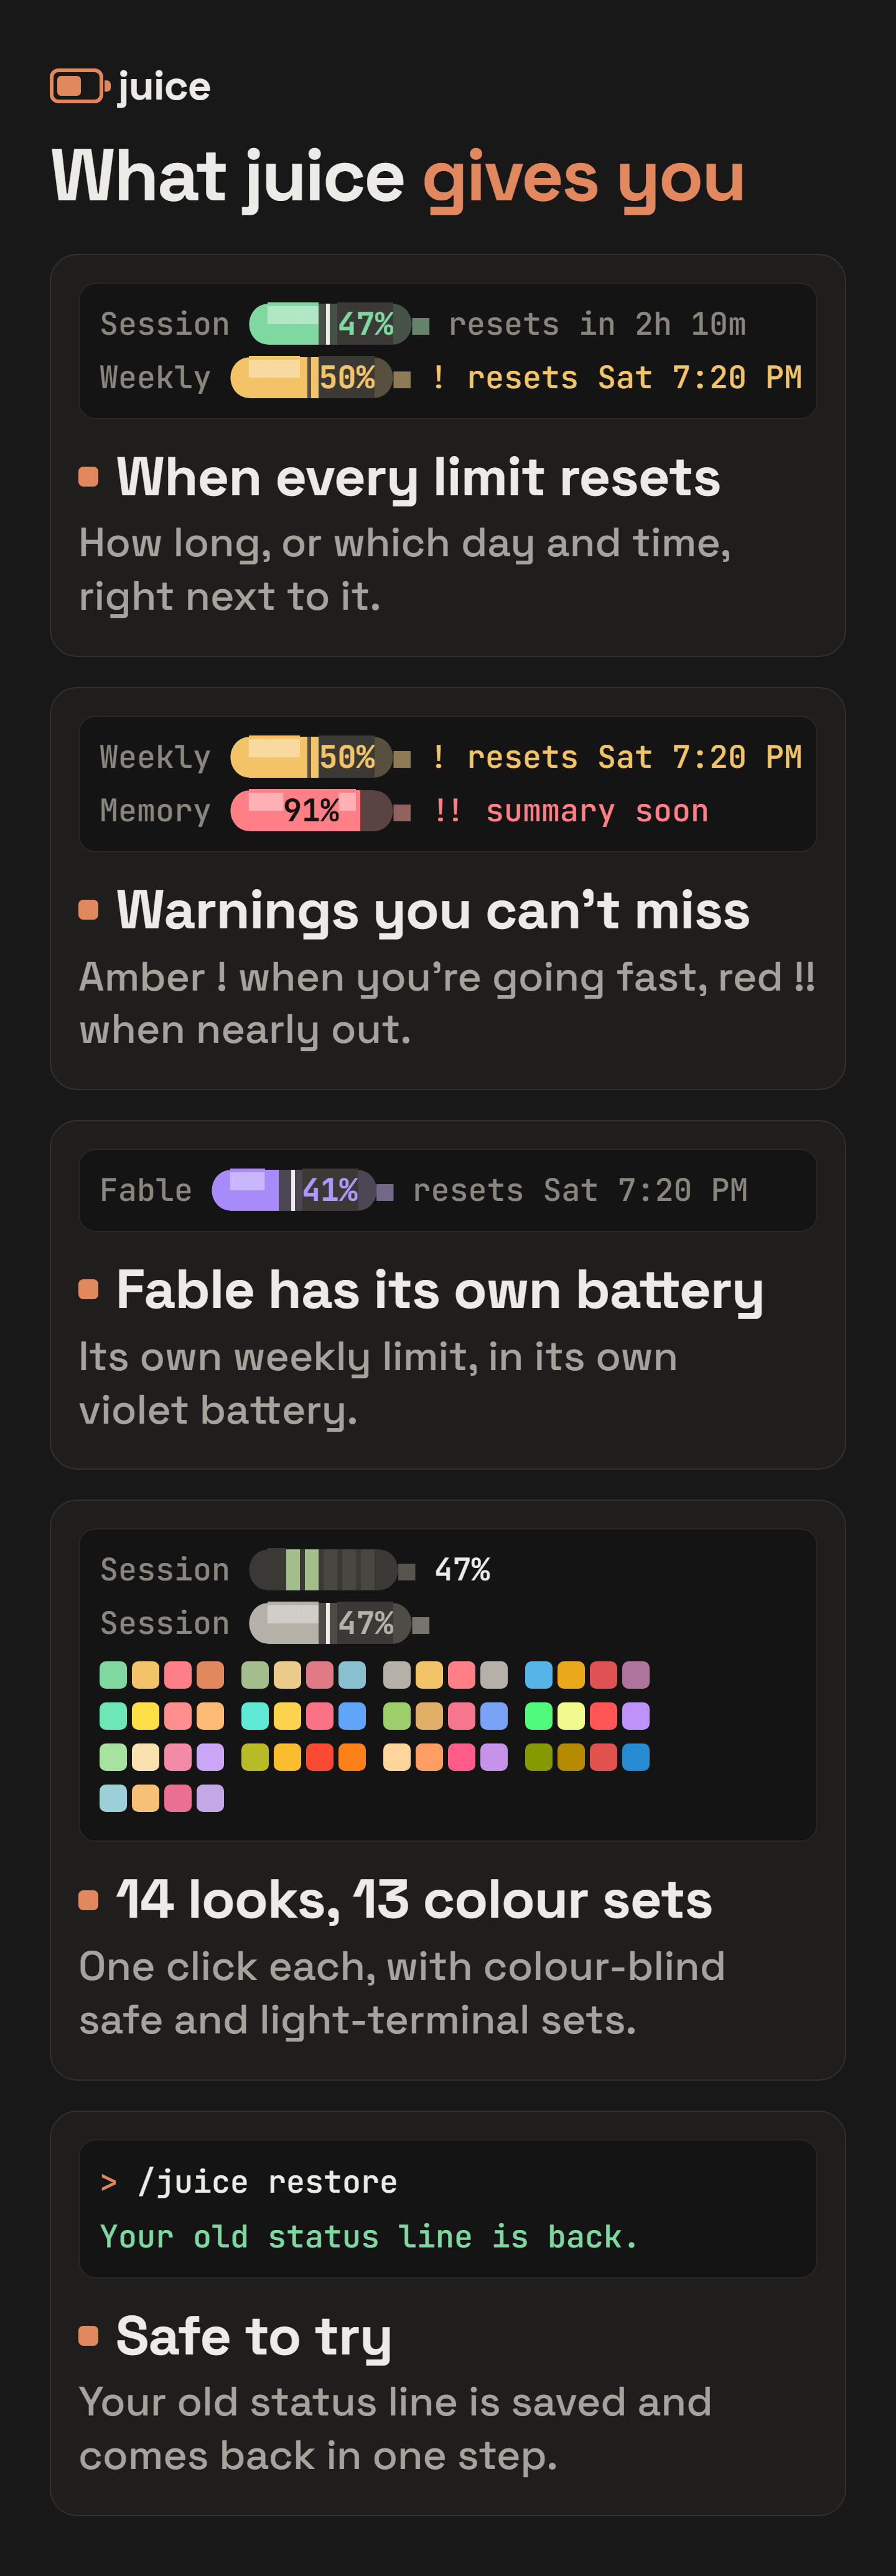 juice
What juice gives you
Session 47% resets in 2h 10m
Weekly 50% ! resets Sat 7:20 PM
When every limit resets
How long, or which day and time,
right next to it.
Weekly 50% ! resets Sat 7:20 PM
Memory 91% !! summary soon
Warnings you can’t miss
Amber ! when you’re going fast, red !!
when nearly out.
Fable 41% resets Sat 7:20 PM
Fable has its own battery
Its own weekly limit, in its own
violet battery.
Session 47%
Session 47%
14 looks, 13 colour sets
One click each, with colour-blind
safe and light-terminal sets.
> /juice restore
Your old status line is back.
Safe to try
Your old status line is saved and
comes back in one step.